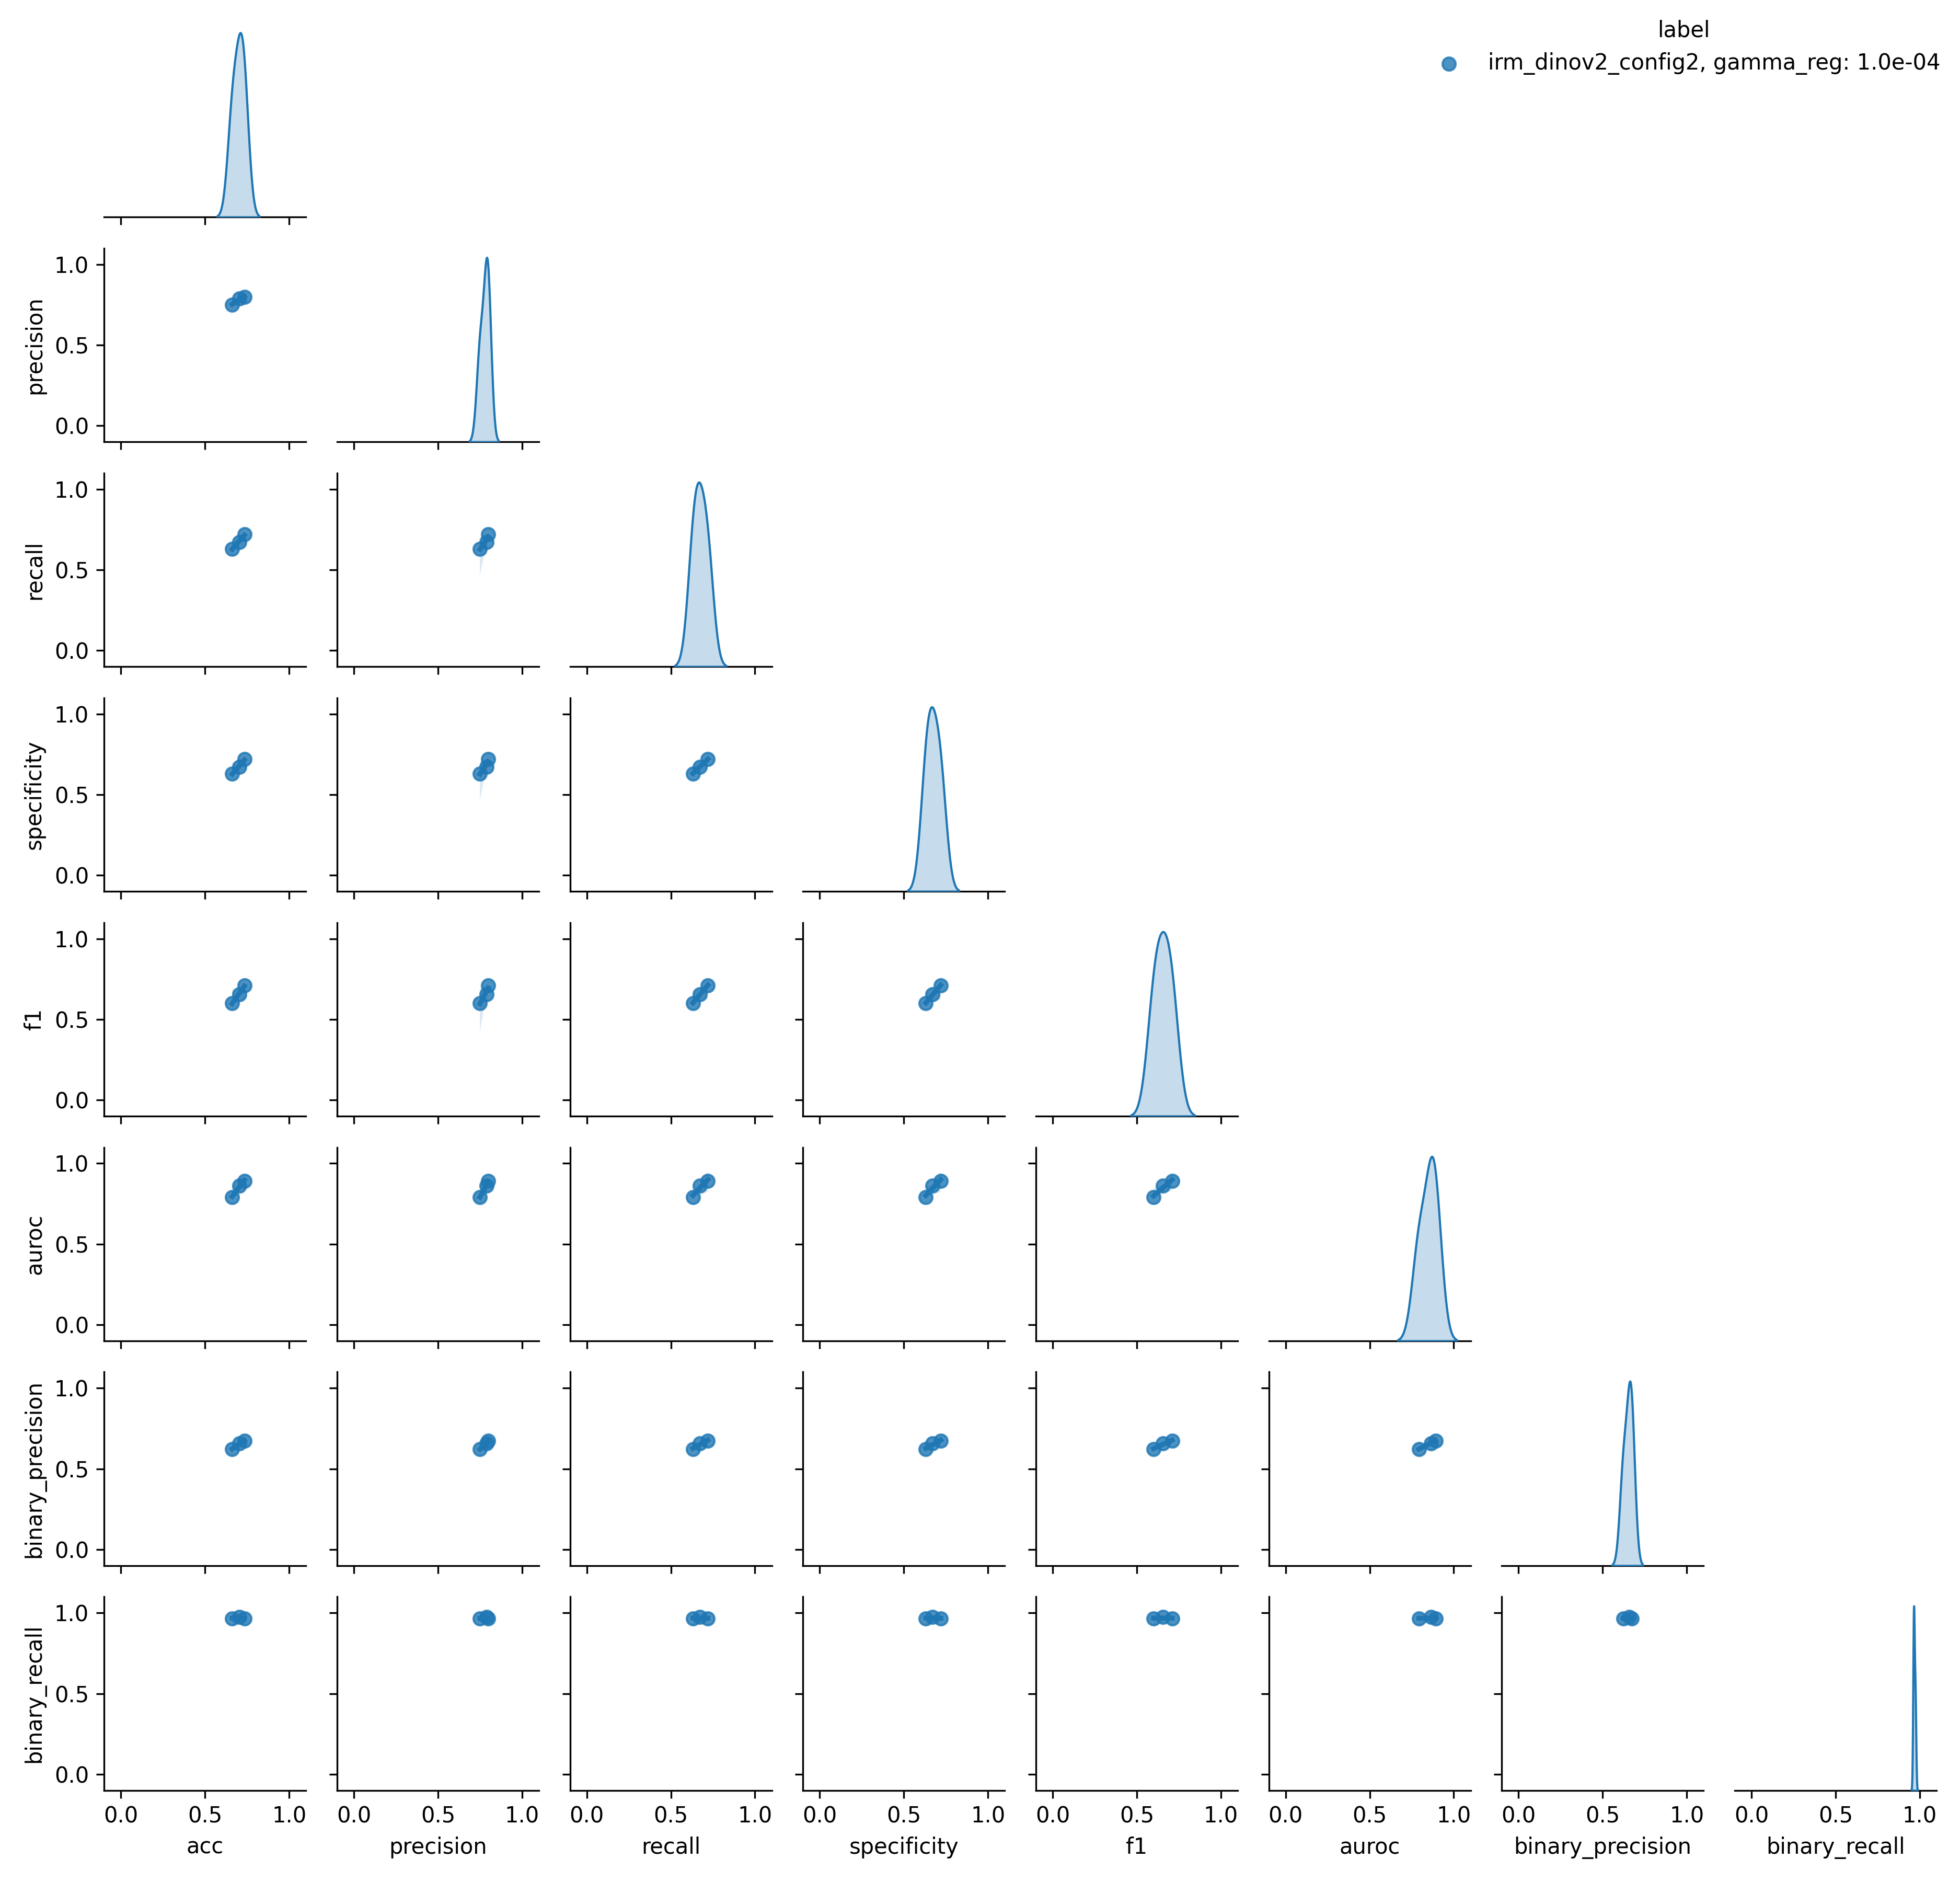 label
irm_dinov2_config2, gamma_reg: 1.0e-04
1.0
0.5
0.0
precision
1.0
0.5
0.0
recall
1.0
0.5
0.0
specificity
1.0
0.5
0.0
f1
1.0
0.5
0.0
auroc
1.0
0.5
0.0
binary_precision
1.0
0.5
0.0
binary_recall
0.0 0.5 1.0 0.0 0.5 1.0 0.0 0.5 1.0 0.0 0.5 1.0 0.0 0.5 1.0 0.0 0.5 1.0 0.0 0.5 1.0 0.0 0.5 1.0
acc precision recall specificity f1 auroc binary_precision binary_recall